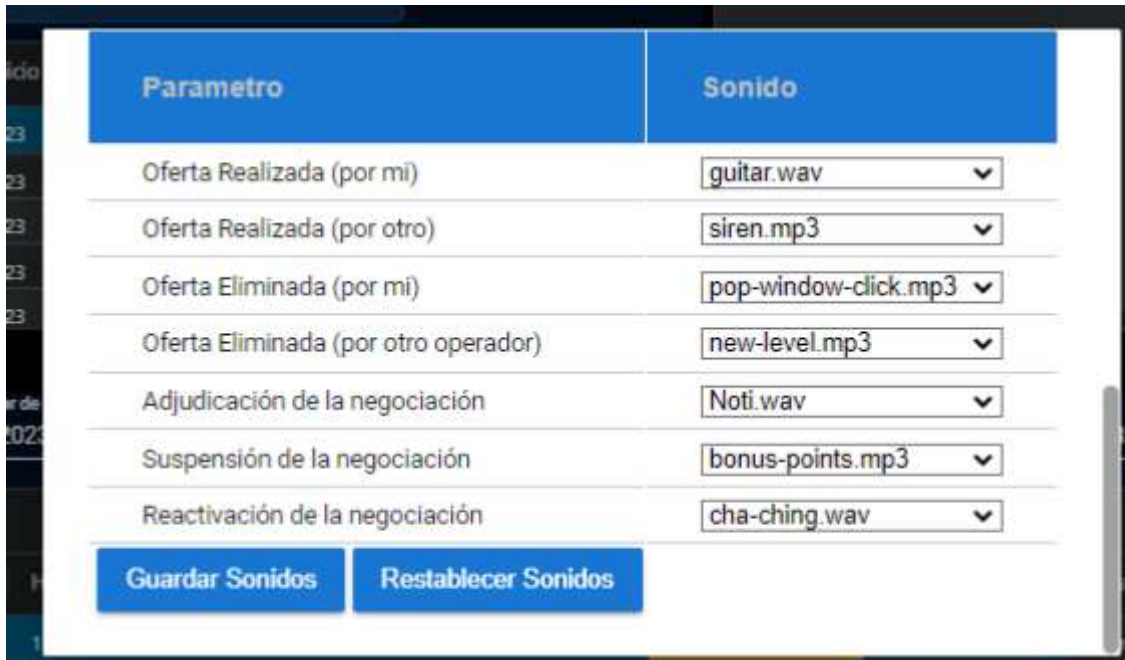 Parametro Sonido
Oferta Realizada (por mi) guitar.wav
Oferta Realizada (por otro) siren.mp3
Oferta Eliminada (por mi) pop-window-click.mp3
Oferta Eliminada (por otro operador) new-level.mp3
Adjudicación de la negociación Noti.wav
Suspensión de la negociación bonus-points.mp3
Reactivación de la negociación cha-ching.wav
Guardar Sonidos Restablecer Sonidos